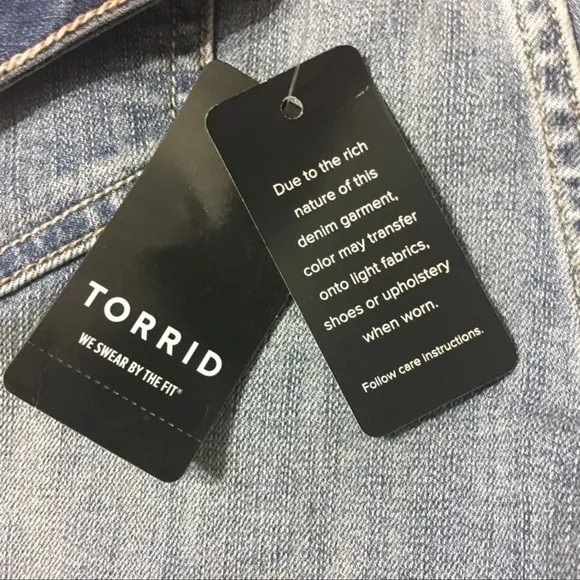 TORRID
WE SWEAR BY THE FIT®
Due to the rich
nature of this
denim garment,
color may transfer
onto light fabrics,
shoes or upholstery
when worn.
Follow care instructions.